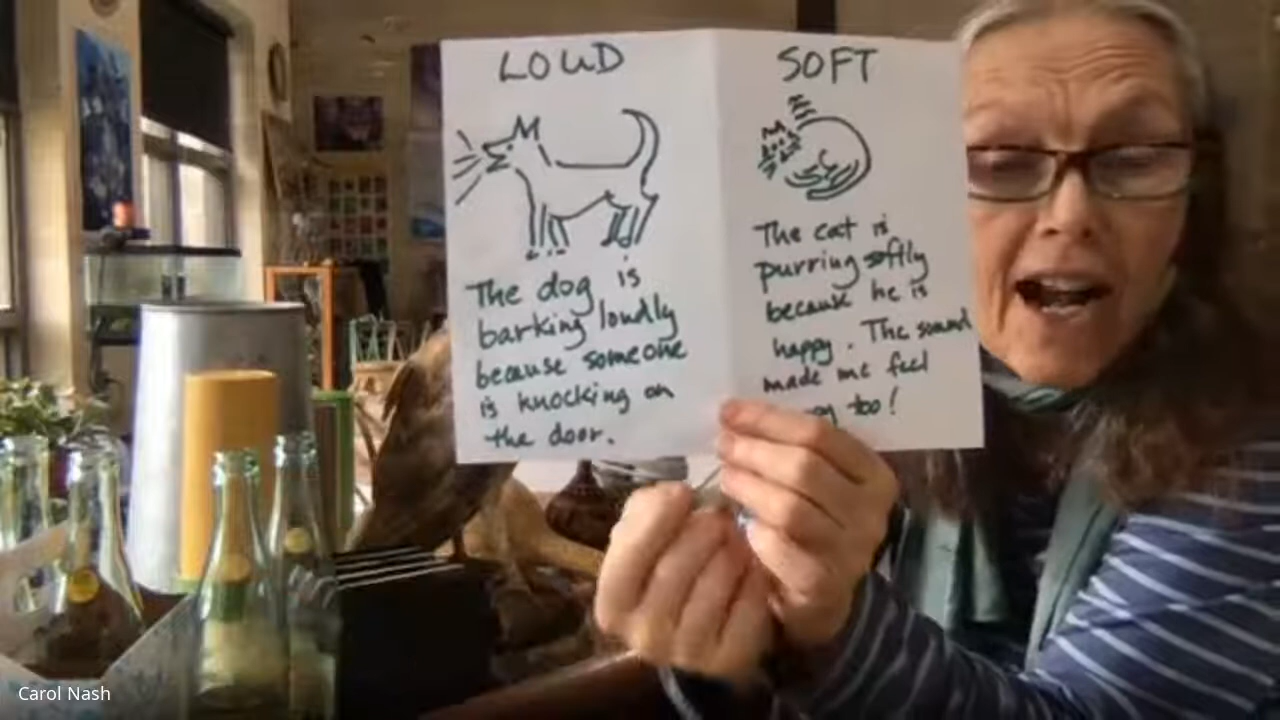 LOUD
The dog is
barking loudly
because someone
is knocking on
the door.
SOFT
The cat is
purring softly
because he is
happy. The sound
made me feel
too!
Carol Nash